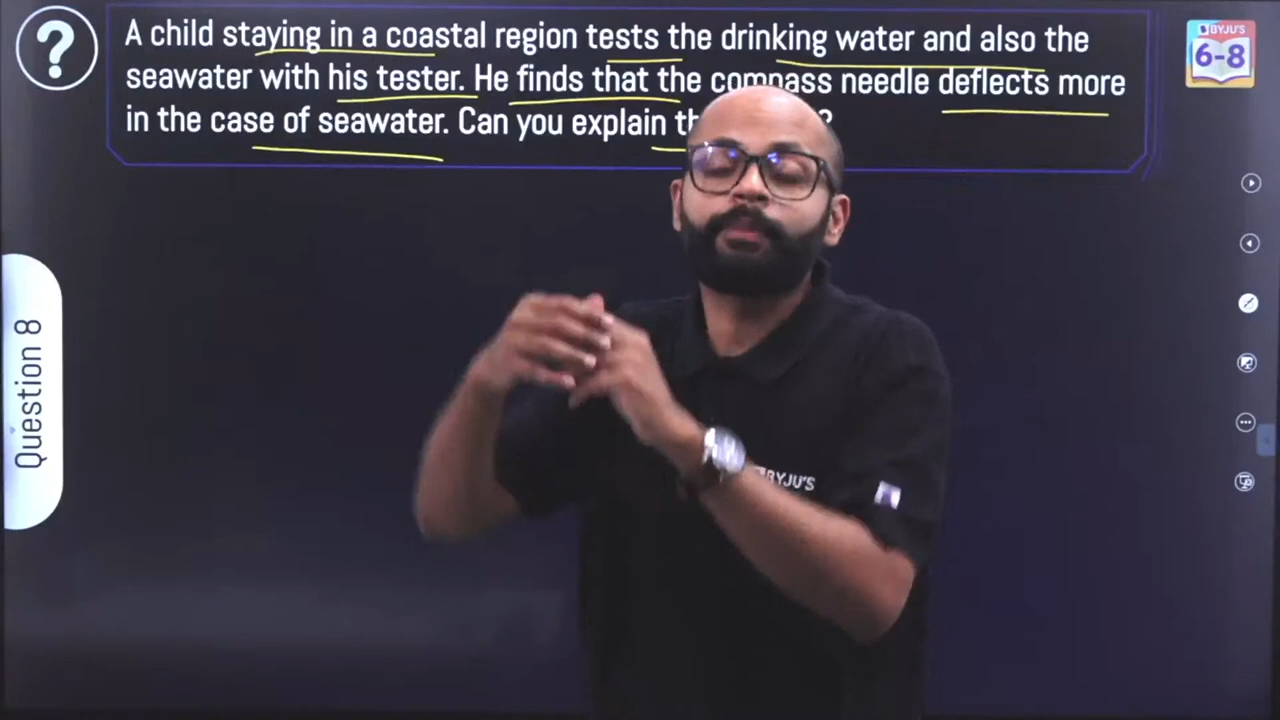 ?
A child staying in a coastal region tests the drinking water and also the
seawater with his tester. He finds that the compass needle deflects more
in the case of seawater. Can you explain ?
BYJU'S
6-8
Question 8
BYJU'S